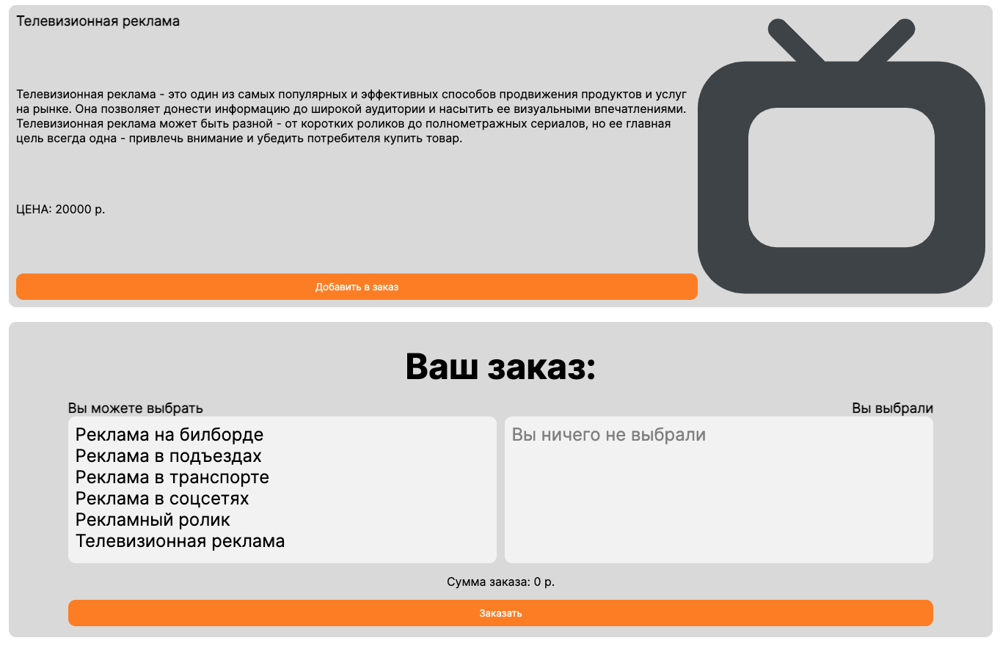 Телевизионная реклама
Телевизионная реклама - это один из самых популярных и эффективных способов продвижения продуктов и услуг
на рынке. Она позволяет донести информацию до широкой аудитории и насытить ее визуальными впечатлениями.
Телевизионная реклама может быть разной - от коротких роликов до полнометражных сериалов, но ее главная
цель всегда одна - привлечь внимание и убедить потребителя купить товар.
ЦЕНА: 20000 р.
Добавить в заказ
Ваш заказ:
Вы можете выбрать
Реклама на билборде
Реклама в подъездах
Реклама в транспорте
Реклама в соцсетях
Рекламный ролик
Телевизионная реклама
Вы выбрали
Вы ничего не выбрали
Сумма заказа: 0 р.
Заказать